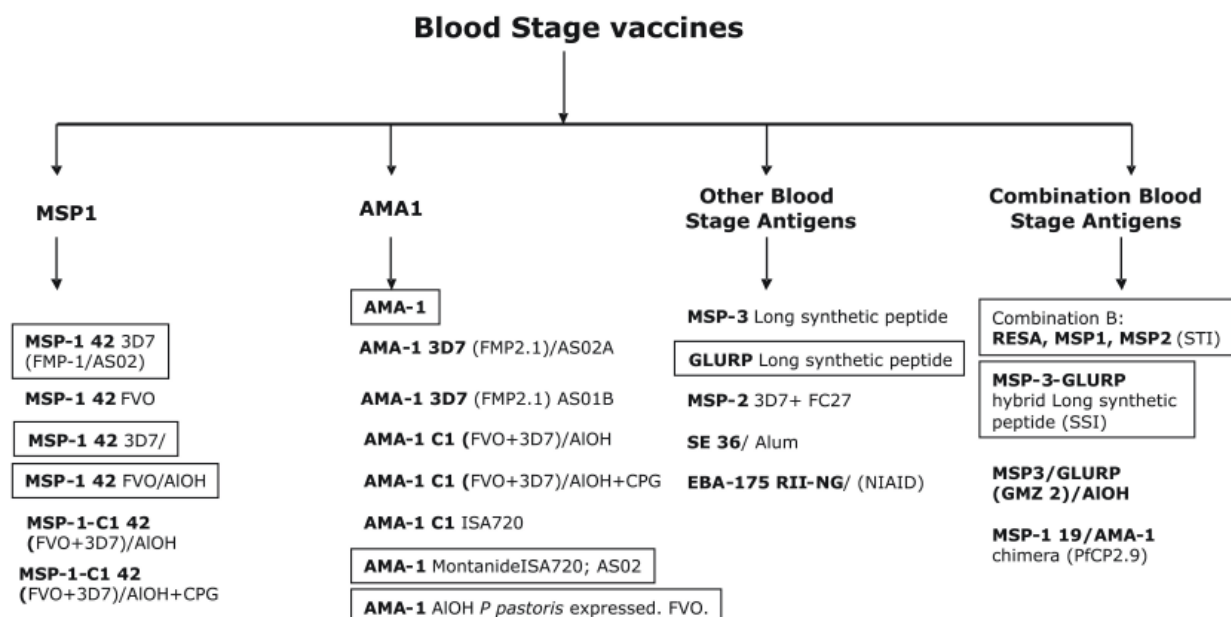 Blood Stage vaccines
MSP1
MSP-1 42 3D7
(FMP-1/AS02)
MSP-1 42 FVO
MSP-1 42 3D7/
MSP-1 42 FVO/AlOH
MSP-1-C1 42
(FVO+3D7)/AlOH
MSP-1-C1 42
(FVO+3D7)/AlOH+CPG
AMA1
AMA-1
AMA-1 3D7 (FMP2.1)/AS02A
AMA-1 3D7 (FMP2.1) AS01B
AMA-1 C1 (FVO+3D7)/AlOH
AMA-1 C1 (FVO+3D7)/AlOH+CPG
AMA-1 C1 ISA720
AMA-1 MontanideISA720; AS02
AMA-1 AlOH P pastoris expressed. FVO.
Other Blood
Stage Antigens
MSP-3 Long synthetic peptide
GLURP Long synthetic peptide
MSP-2 3D7+ FC27
SE 36/ Alum
EBA-175 RII-NG/ (NIAID)
Combination Blood
Stage Antigens
Combination B:
RESA, MSP1, MSP2 (STI)
MSP-3-GLURP
hybrid Long synthetic
peptide (SSI)
MSP3/GLURP
(GMZ 2)/AlOH
MSP-1 19/AMA-1
chimera (PfCP2.9)